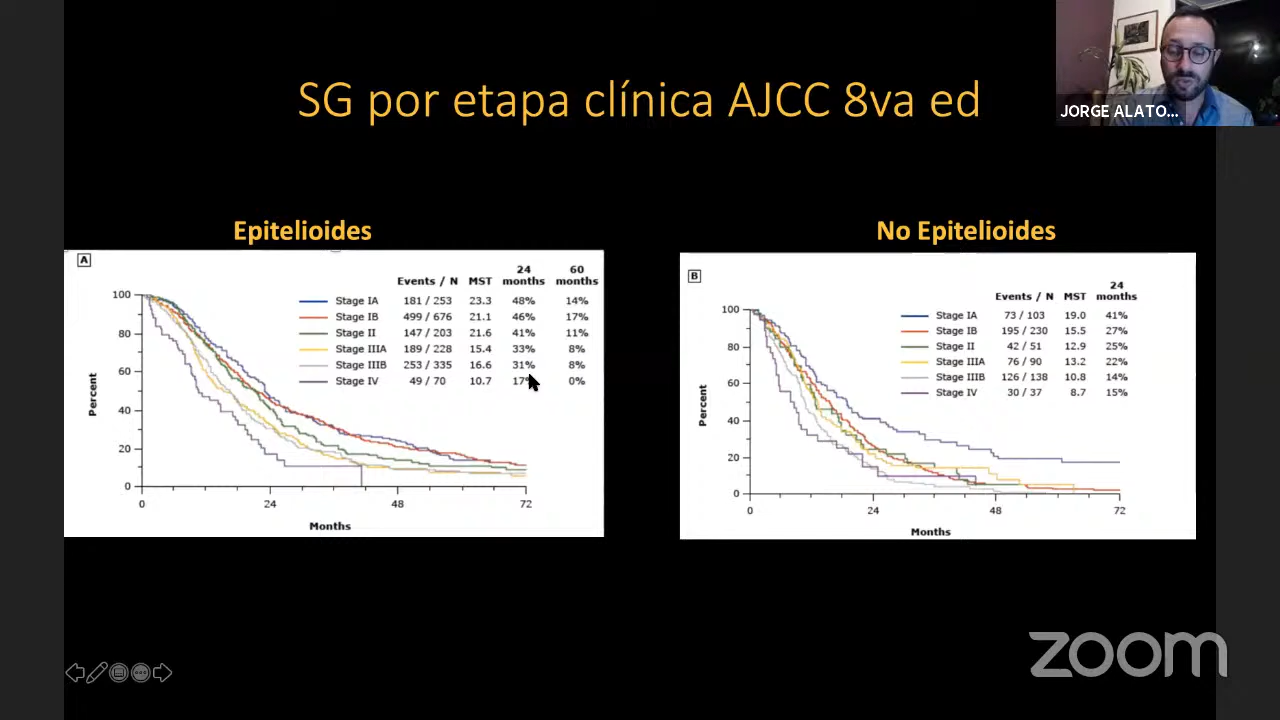 JORGE ALATO...
SG por etapa clínica AJCC 8va ed
Epitelioides
A
24 60
Events / N MST months months
Stage IA 181 / 253 23.3 48% 14%
Stage IB 499 / 676 21.1 46% 17%
Stage II 147 / 203 21.6 41% 11%
Stage IIIA 189 / 228 15.4 33% 8%
Stage IIIB 253 / 335 16.6 31% 8%
Stage IV 49 / 70 10.7 17% 0%
100
80
60
40
20
0
Percent
0 24 48 72
Months
No Epitelioides
B
24
Events / N MST months
Stage IA 73 / 103 19.0 41%
Stage IB 195 / 230 15.5 27%
Stage II 42 / 51 12.9 25%
Stage IIIA 76 / 90 13.2 22%
Stage IIIB 126 / 138 10.8 14%
Stage IV 30 / 37 8.7 15%
100
80
60
40
20
0
Percent
0 24 48 72
Months
zoom